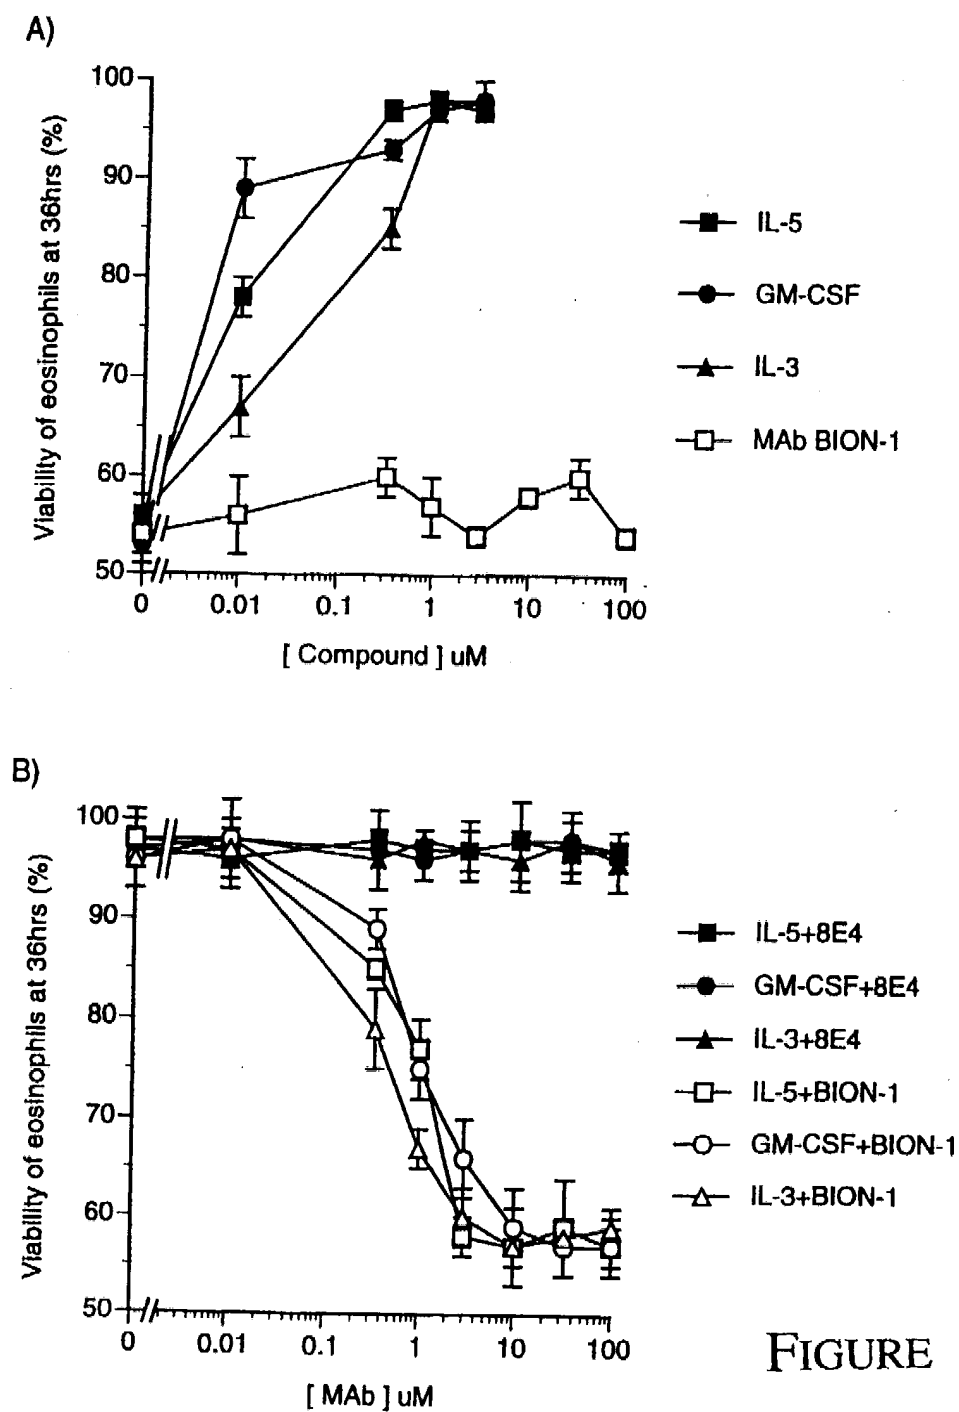 A)
Viability of eosinophils at 36hrs (%)
100
90
80
70
60
50
0 0.01 0.1 1 10 100
[ Compound ] uM
IL-5
GM-CSF
IL-3
MAb BION-1
B)
Viability of eosinophils at 36hrs (%)
100
90
80
70
60
50
0 0.01 0.1 1 10 100
[ MAb ] uM
IL-5+8E4
GM-CSF+8E4
IL-3+8E4
IL-5+BION-1
GM-CSF+BION-1
IL-3+BION-1
FIGURE